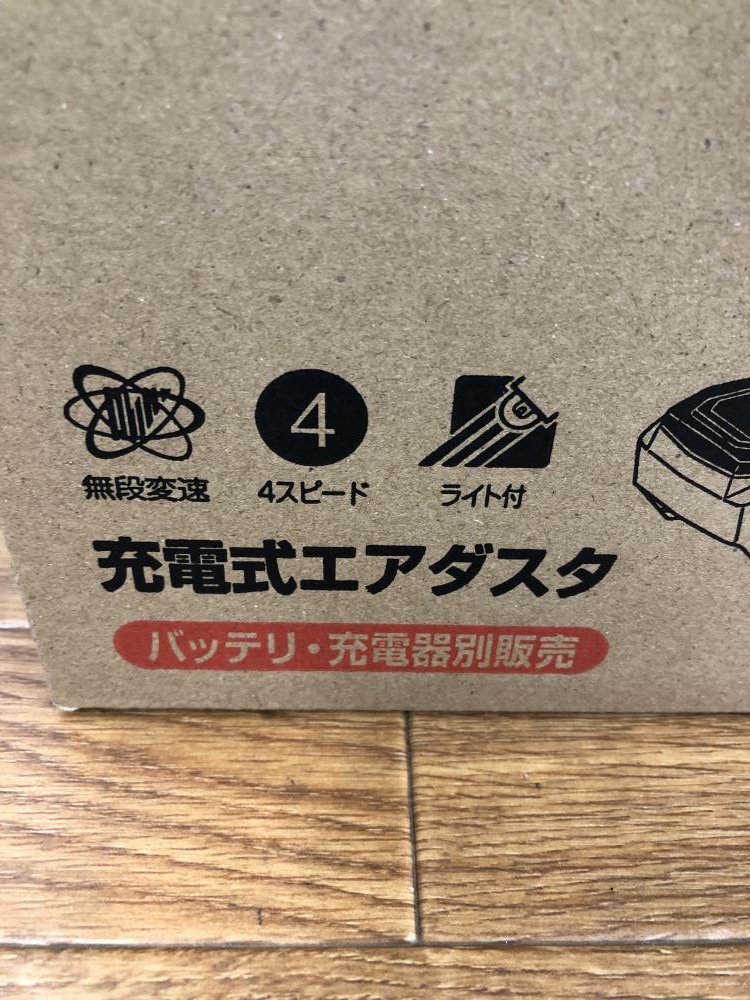 4
無段変速 4スピード ライト付
充電式エアダスタ
バッテリ・充電器別販売